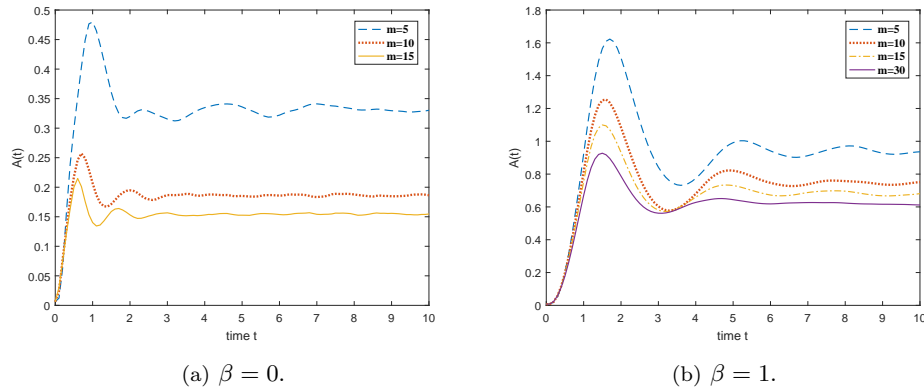 0.5
0.45
0.4
0.35
0.3
0.25
0.2
0.15
0.1
0.05
0
A(t)
m=5
m=10
m=15
0 1 2 3 4 5 6 7 8 9 10
time t
(a) β = 0.
1.8
1.6
1.4
1.2
1
0.8
0.6
0.4
0.2
0
A(t)
m=5
m=10
m=15
m=30
0 1 2 3 4 5 6 7 8 9 10
time t
(b) β = 1.